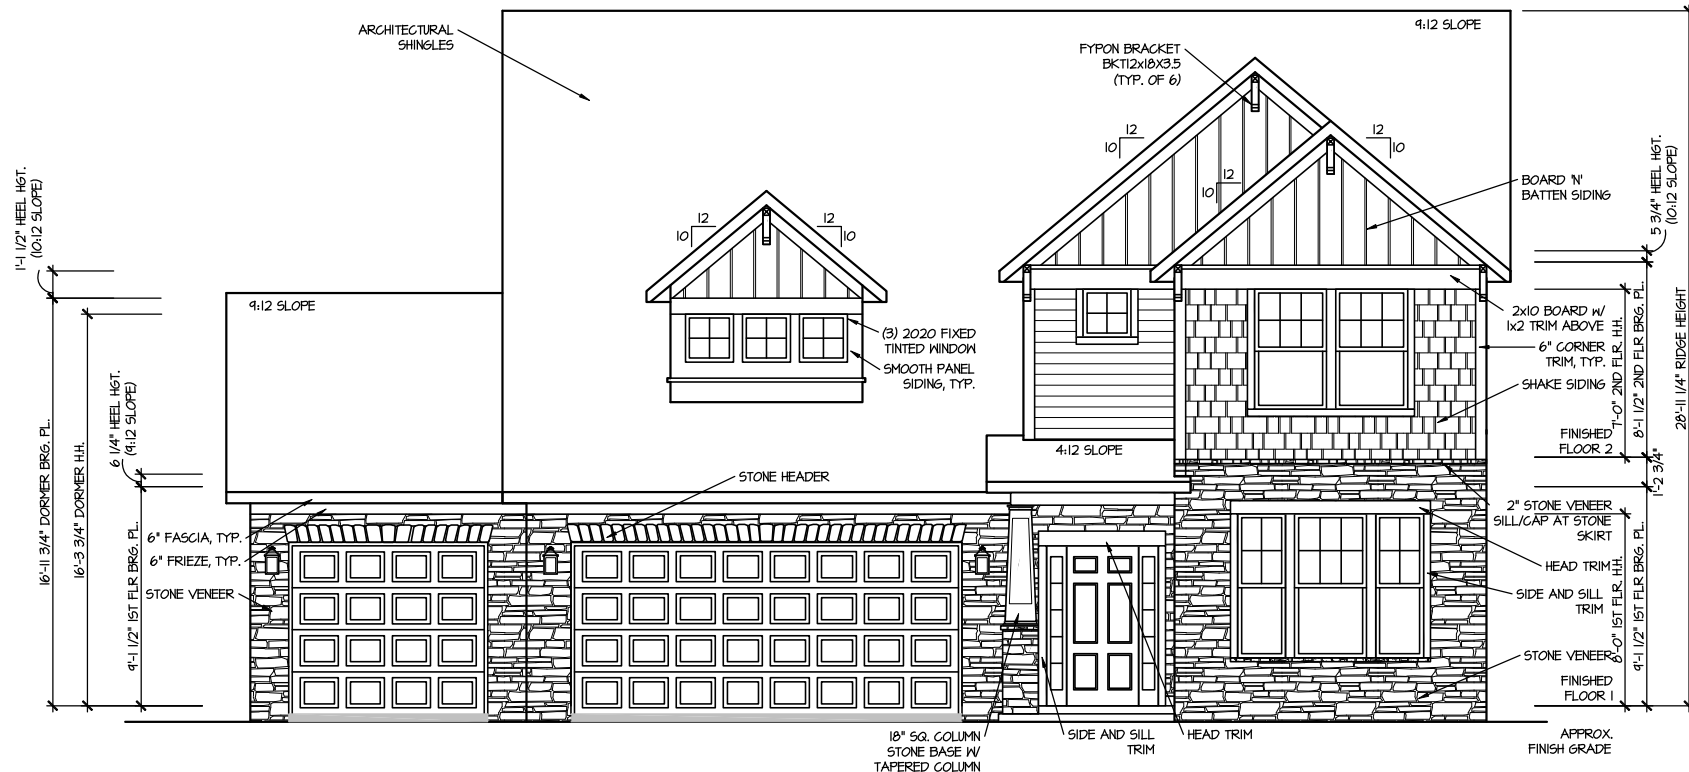 ARCHITECTURAL
SHINGLES
9:12 SLOPE
FYPON BRACKET
BKT12x18X3.5
(TYP. OF 6)
12
10
12
10
12
10
BOARD 'N'
BATTEN SIDING
12
10
12
10
9:12 SLOPE
(3) 2020 FIXED
TINTED WINDOW
SMOOTH PANEL
SIDING, TYP.
2x10 BOARD w/
1x2 TRIM ABOVE
6" CORNER
TRIM, TYP.
SHAKE SIDING
FINISHED
FLOOR 2
4:12 SLOPE
STONE HEADER
2" STONE VENEER
SILL/CAP AT STONE
SKIRT
6" FASCIA, TYP.
6" FRIEZE, TYP.
STONE VENEER
HEAD TRIM
SIDE AND SILL
TRIM
STONE VENEER
FINISHED
FLOOR 1
18" SQ. COLUMN
STONE BASE W/
TAPERED COLUMN
SIDE AND SILL
TRIM
HEAD TRIM
APPROX.
FINISH GRADE
1'-1 1/2" HEEL HGT.
(10:12 SLOPE)
16'-11 3/4" DORMER BRG. PL.
16'-3 3/4" DORMER H.H.
6 1/4" HEEL HGT.
(9:12 SLOPE)
9'-1 1/2" 1ST FLR BRG. PL.
5 3/4" HEEL HGT.
(10:12 SLOPE)
7'-0" 2ND FLR. H.H.
8'-1 1/2" 2ND FLR BRG. PL.
28'-11 1/4" RIDGE HEIGHT
1'-2 3/4"
8'-0" 1ST FLR. H.H.
9'-1 1/2" 1ST FLR BRG. PL.